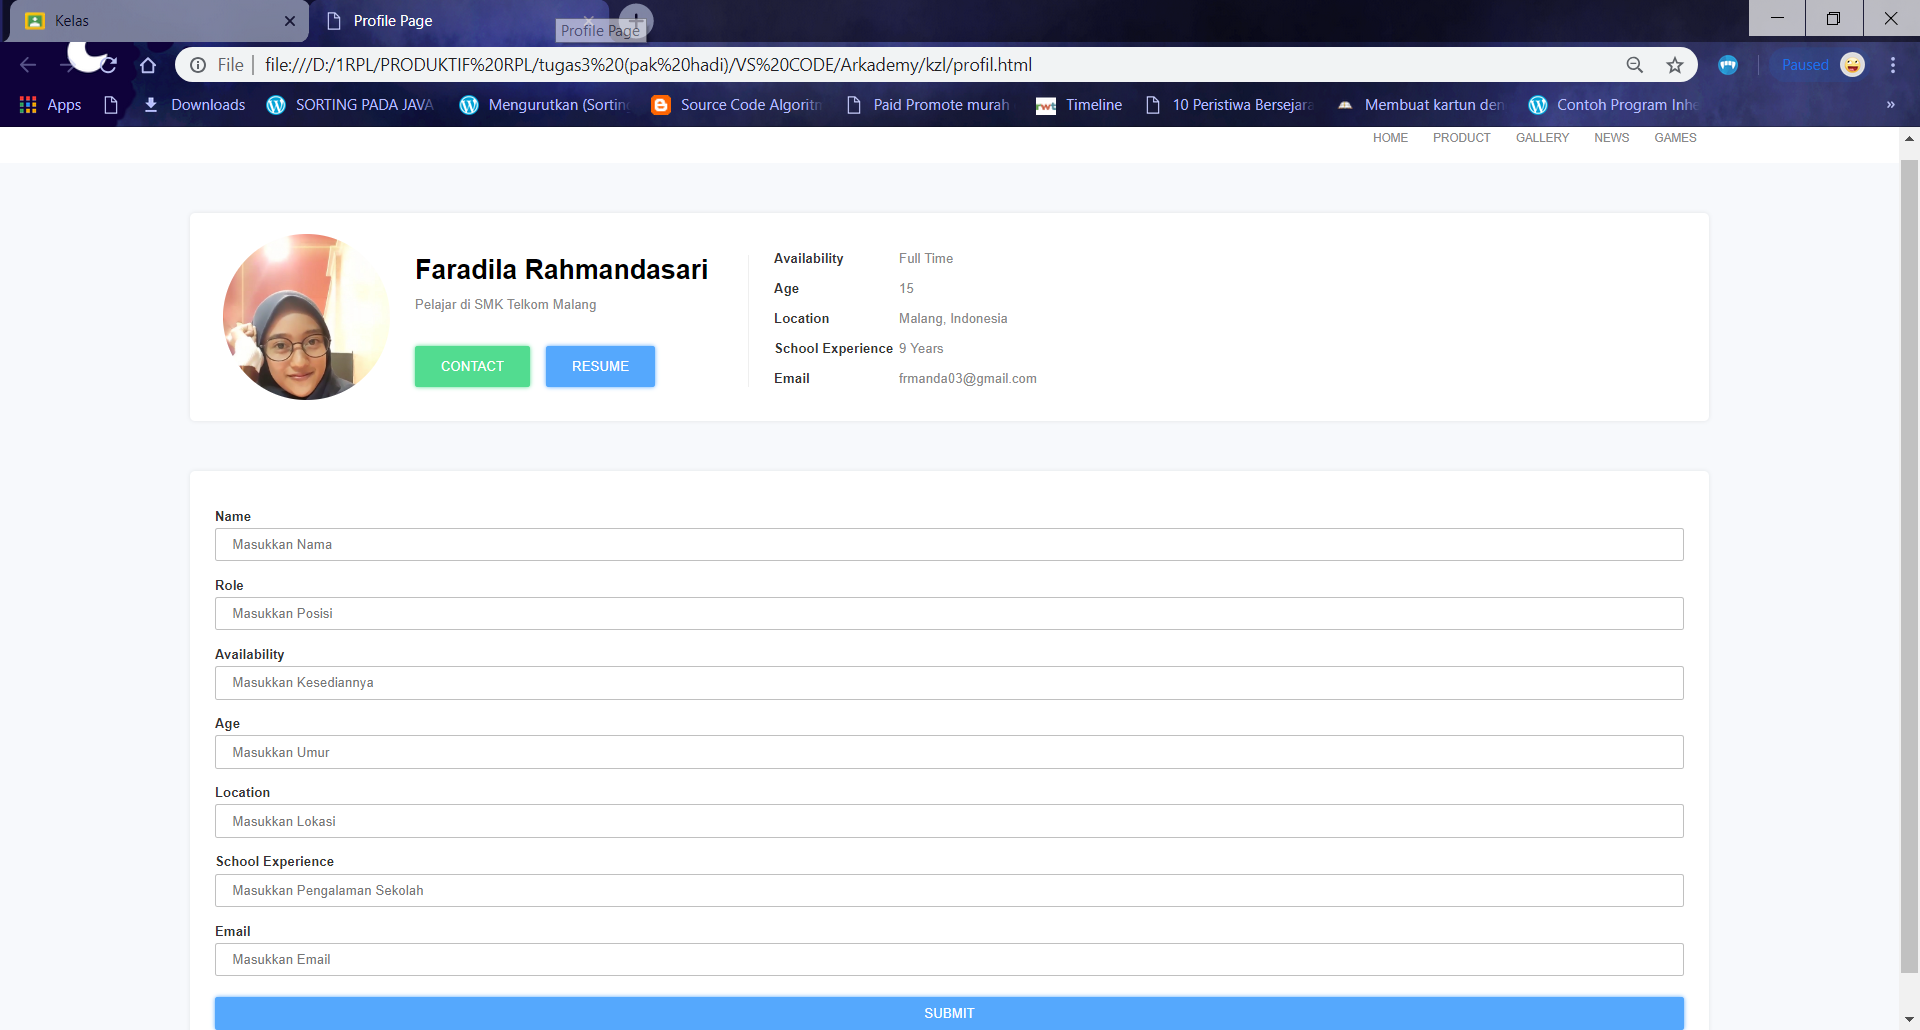 Kelas
Profile Page
Profile Page
File
file:///D:/1RPL/PRODUKTIF%20RPL/tugas3%20(pak%20hadi)/VS%20CODE/Arkademy/kzl/profil.html
Paused
Apps
Downloads
SORTING PADA JAVA
Mengurutkan (Sorting
Source Code Algoritm
Paid Promote murah
rwt
Timeline
10 Peristiwa Bersejara
Membuat kartun den
Contoh Program Inhe
»
HOME PRODUCT GALLERY NEWS GAMES
Faradila Rahmandasari
Pelajar di SMK Telkom Malang
CONTACT RESUME
Availability Full Time
Age 15
Location Malang, Indonesia
School Experience 9 Years
Email frmanda03@gmail.com
Name
Masukkan Nama
Role
Masukkan Posisi
Availability
Masukkan Kesediannya
Age
Masukkan Umur
Location
Masukkan Lokasi
School Experience
Masukkan Pengalaman Sekolah
Email
Masukkan Email
SUBMIT